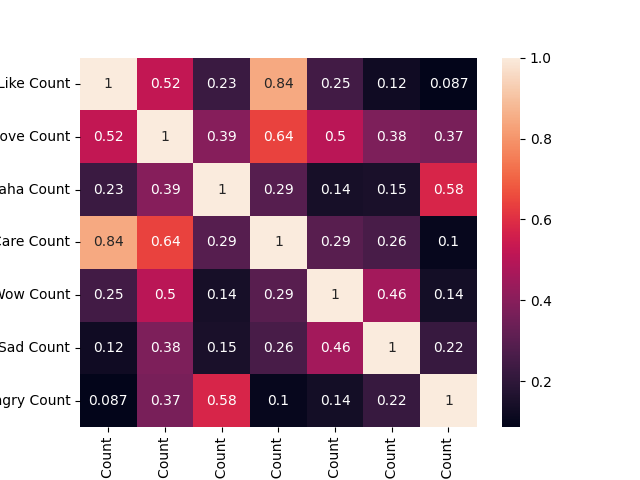 Like Count 1 0.52 0.23 0.84 0.25 0.12 0.087
ove Count 0.52 1 0.39 0.64 0.5 0.38 0.37
aha Count 0.23 0.39 1 0.29 0.14 0.15 0.58
Care Count 0.84 0.64 0.29 1 0.29 0.26 0.1
Wow Count 0.25 0.5 0.14 0.29 1 0.46 0.14
Sad Count 0.12 0.38 0.15 0.26 0.46 1 0.22
ngry Count 0.087 0.37 0.58 0.1 0.14 0.22 1
Count
Count
Count
Count
Count
Count
Count
1.0
0.8
0.6
0.4
0.2